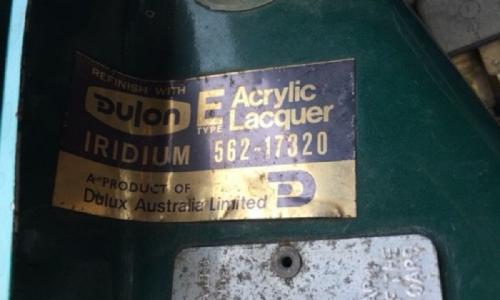 REFINISH WITH
Dulon E TYPE Acrylic Lacquer
IRIDIUM 562-17320
A PRODUCT OF
Dulux Australia Limited D